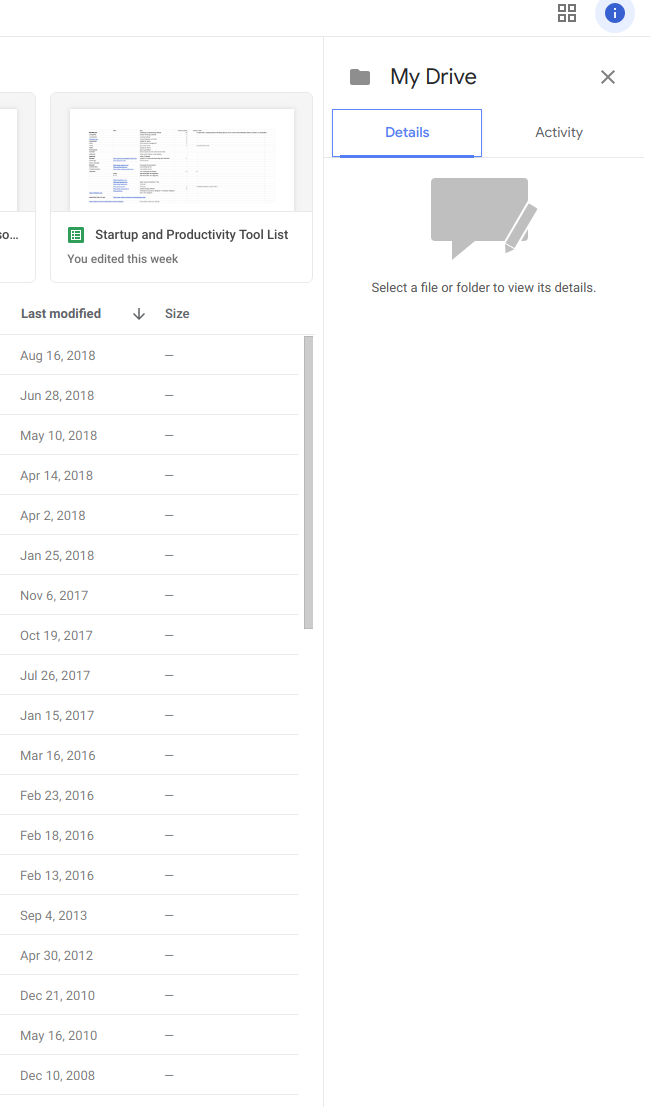 My Drive
Details
Activity
Select a file or folder to view its details.
so...
Startup and Productivity Tool List
You edited this week
Last modified Size
Aug 16, 2018 —
Jun 28, 2018 —
May 10, 2018 —
Apr 14, 2018 —
Apr 2, 2018 —
Jan 25, 2018 —
Nov 6, 2017 —
Oct 19, 2017 —
Jul 26, 2017 —
Jan 15, 2017 —
Mar 16, 2016 —
Feb 23, 2016 —
Feb 18, 2016 —
Feb 13, 2016 —
Sep 4, 2013 —
Apr 30, 2012 —
Dec 21, 2010 —
May 16, 2010 —
Dec 10, 2008 —